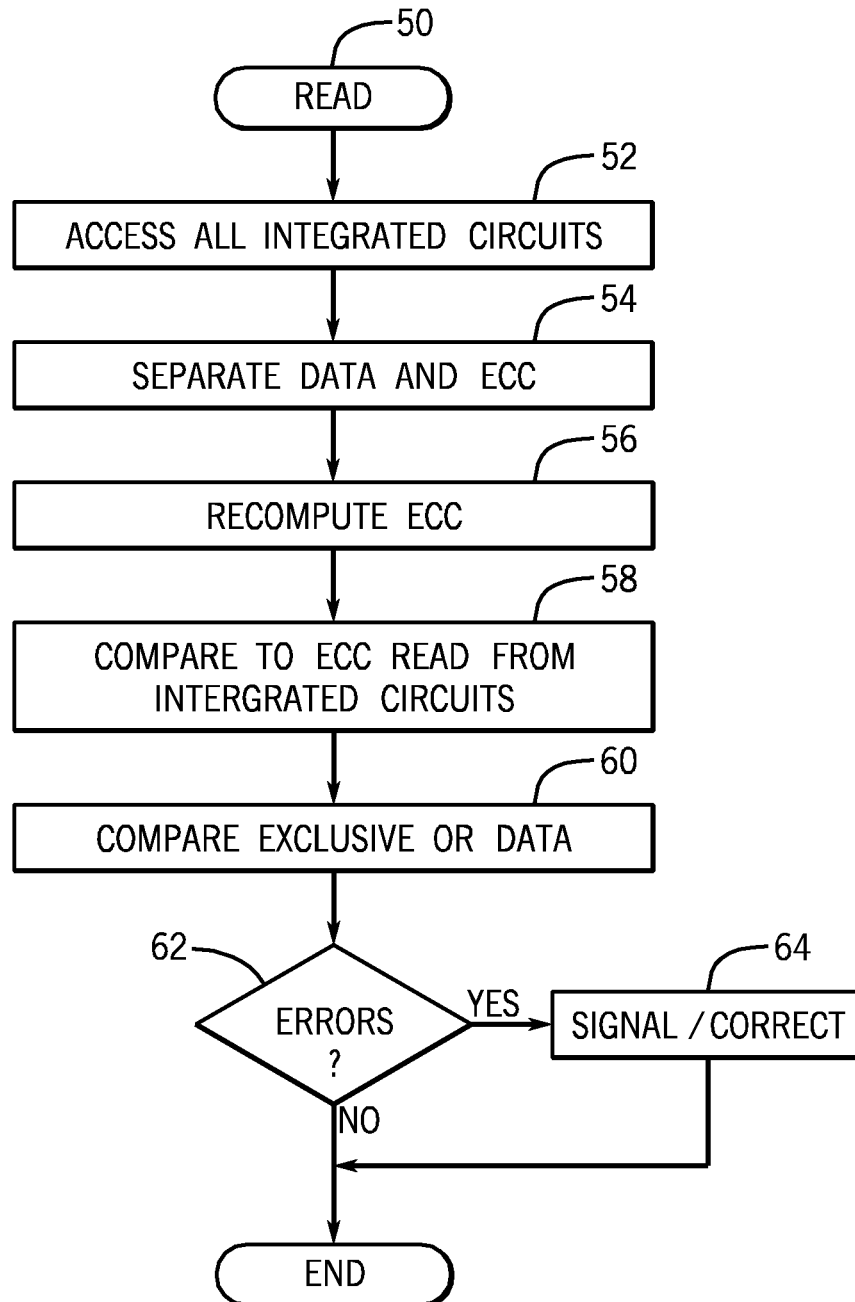 50
READ
52
ACCESS ALL INTEGRATED CIRCUITS
54
SEPARATE DATA AND ECC
56
RECOMPUTE ECC
58
COMPARE TO ECC READ FROM
INTERGRATED CIRCUITS
60
COMPARE EXCLUSIVE OR DATA
62
64
ERRORS
?
YES
SIGNAL / CORRECT
NO
END